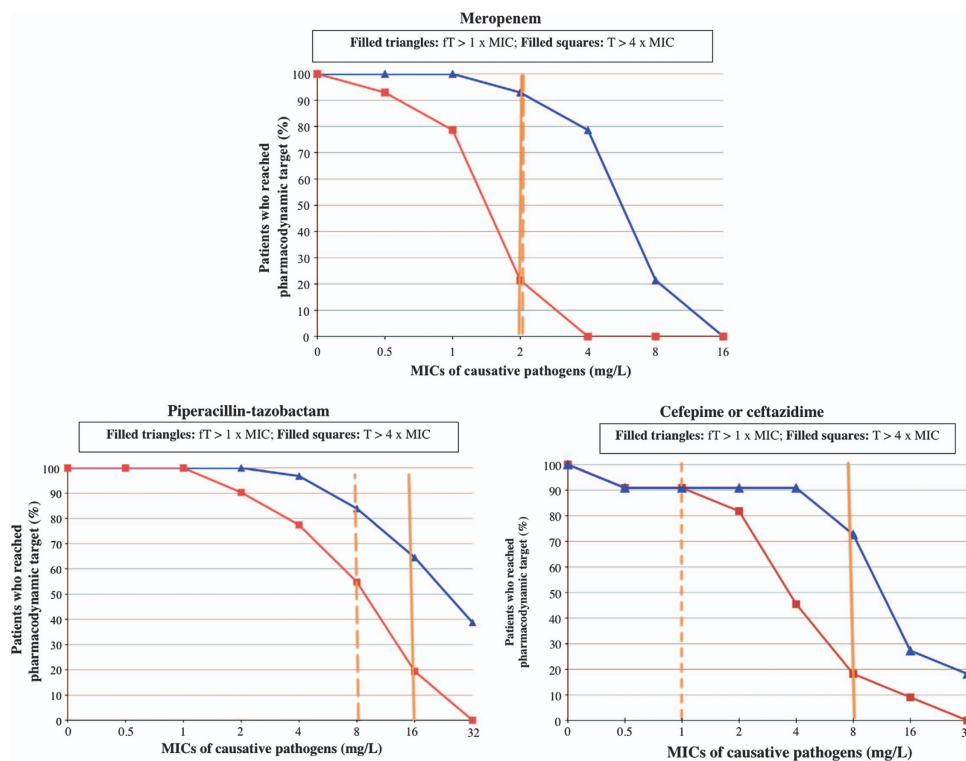 Meropenem
Filled triangles: fT > 1 x MIC; Filled squares: T > 4 x MIC
Patients who reached
pharmacodynamic target (%)
100
90
80
70
60
50
40
30
20
10
0
0 0.5 1 2 4 8 16
MICs of causative pathogens (mg/L)
Piperacillin-tazobactam
Filled triangles: fT > 1 x MIC; Filled squares: T > 4 x MIC
Patients who reached
pharmacodynamic target (%)
100
90
80
70
60
50
40
30
20
10
0
0 0.5 1 2 4 8 16 32
MICs of causative pathogens (mg/L)
Cefepime or ceftazidime
Filled triangles: fT > 1 x MIC; Filled squares: T > 4 x MIC
Patients who reached
pharmacodynamic target (%)
100
90
80
70
60
50
40
30
20
10
0
0 0.5 1 2 4 8 16
MICs of causative pathogens (mg/L)